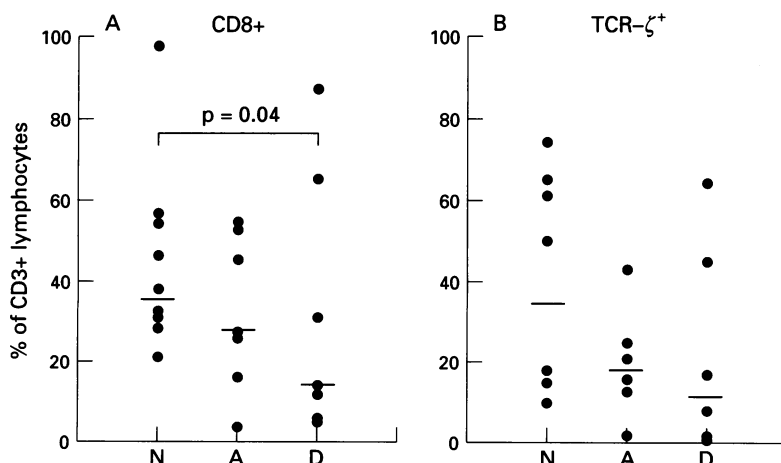 A CD8+
100
80
60
40
20
0
% of CD3+ lymphocytes
p = 0.04
N A D
B TCR–ζ⁺
100
80
60
40
20
0
N A D